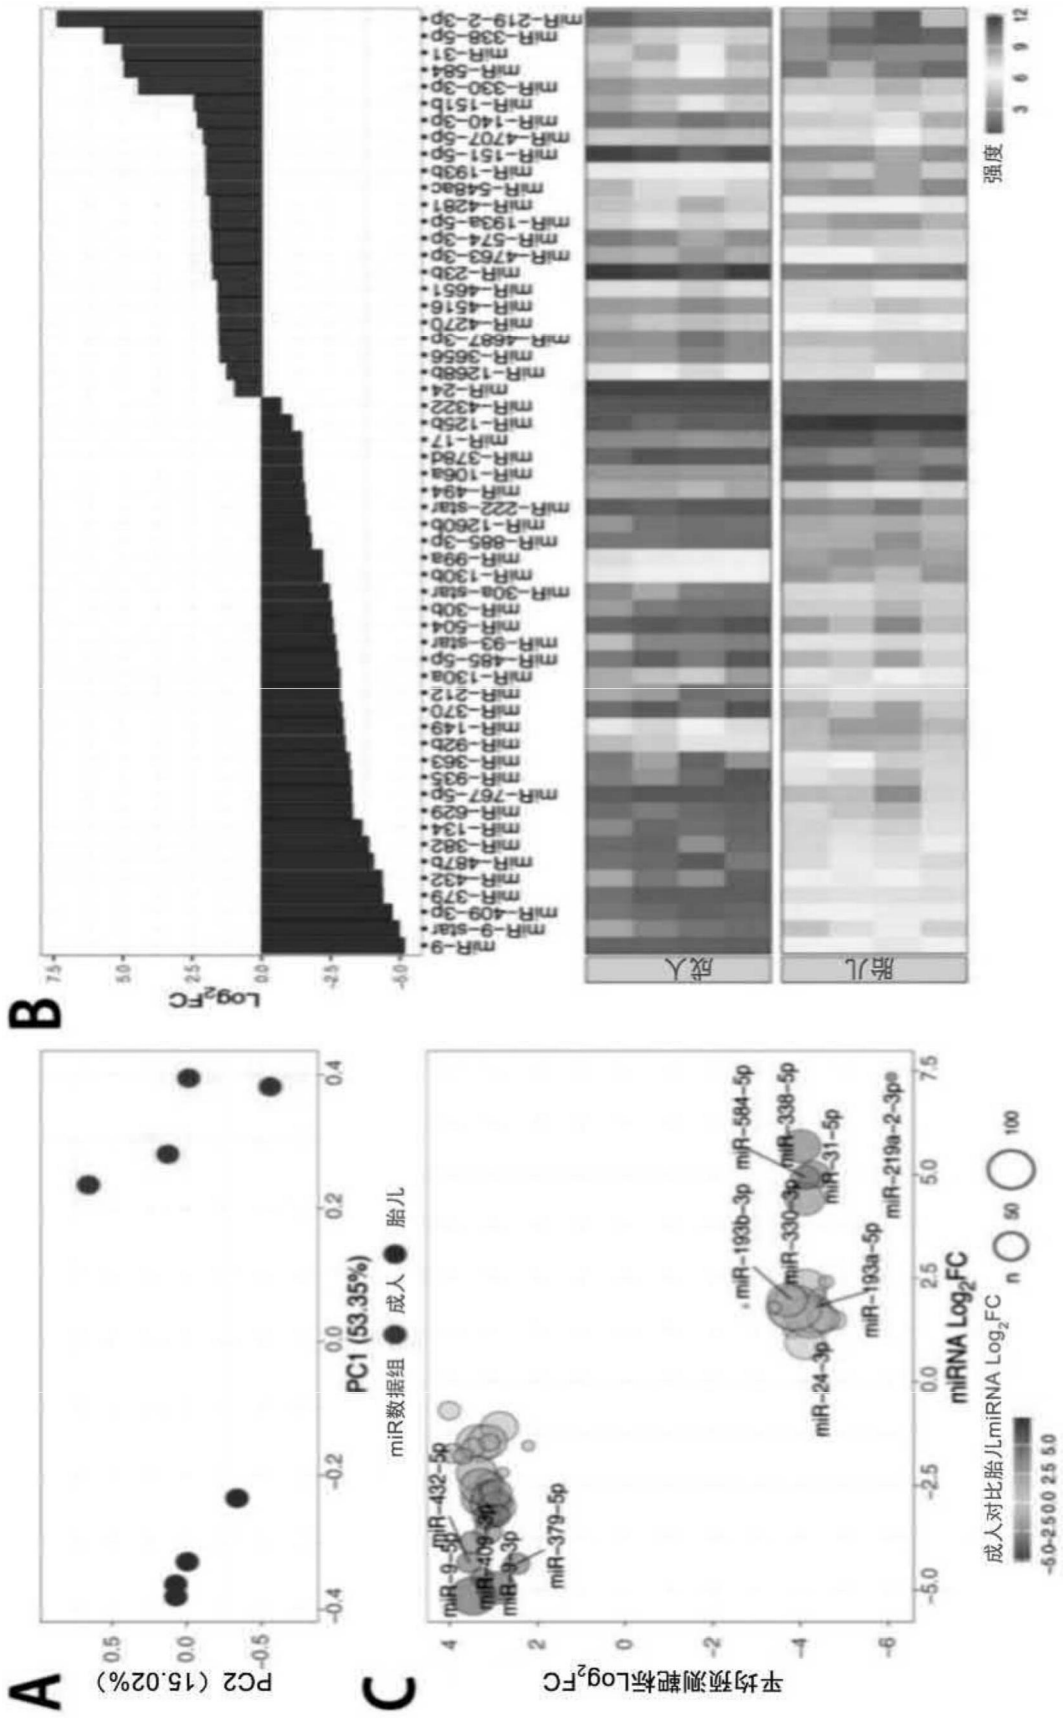 A
0.5
0.0
-0.5
PC2 (15.02%)
-0.4
-0.2
0.0
0.2
0.4
PC1 (53.35%)
miR数据组 成人 胎儿
B
7.5
5.0
2.5
0.0
-2.5
-5.0
Log2FC
miR-9
miR-9-star
miR-409-3p
miR-379
miR-432
miR-487b
miR-382
miR-134
miR-629
miR-767-5p
miR-935
miR-363
miR-92b
miR-149
miR-370
miR-212
miR-130a
miR-485-5p
miR-93-star
miR-504
miR-30b
miR-30a-star
miR-130b
miR-99a
miR-885-3p
miR-1260b
miR-222-star
miR-494
miR-106a
miR-378d
miR-17
miR-125b
miR-4322
miR-24
miR-1268b
miR-3656
miR-4687-3p
miR-4270
miR-4516
miR-4651
miR-23b
miR-4763-3p
miR-574-3p
miR-193a-5p
miR-4281
miR-548ac
miR-193b
miR-151-5p
miR-4707-5p
miR-140-3p
miR-151b
miR-330-3p
miR-584
miR-31
miR-338-5p
miR-219-2-3p
成人
胎儿
强度
3 6 9 12
C
4
2
0
-2
-4
-6
平均预测靶标Log2FC
miR-432-5p
miR-9-5p
miR-409-3p
miR-9-3p
miR-379-5p
miR-193b-3p
miR-584-5p
miR-330-3p
miR-338-5p
miR-31-5p
miR-24-3p
miR-193a-5p
miR-219a-2-3p
-5.0
-2.5
0.0
2.5
5.0
7.5
miRNA Log2FC
成人对比胎儿miRNA Log2FC
-5.0-2.50.0 2.5 5.0
n 50 100